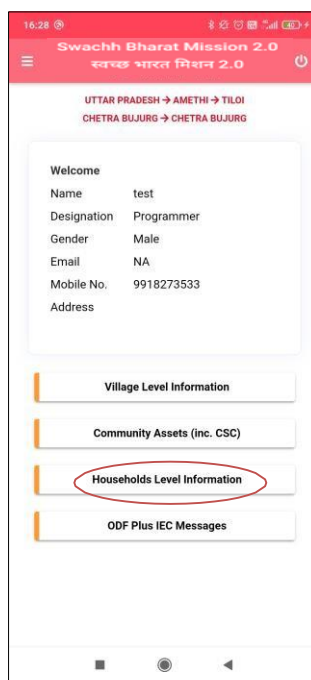 16:28
Swachh Bharat Mission 2.0
स्वच्छ भारत मिशन 2.0
UTTAR PRADESH → AMETHI → TILOI
CHETRA BUJURG → CHETRA BUJURG
Welcome
Name test
Designation Programmer
Gender Male
Email NA
Mobile No. 9918273533
Address
Village Level Information
Community Assets (inc. CSC)
Households Level Information
ODF Plus IEC Messages